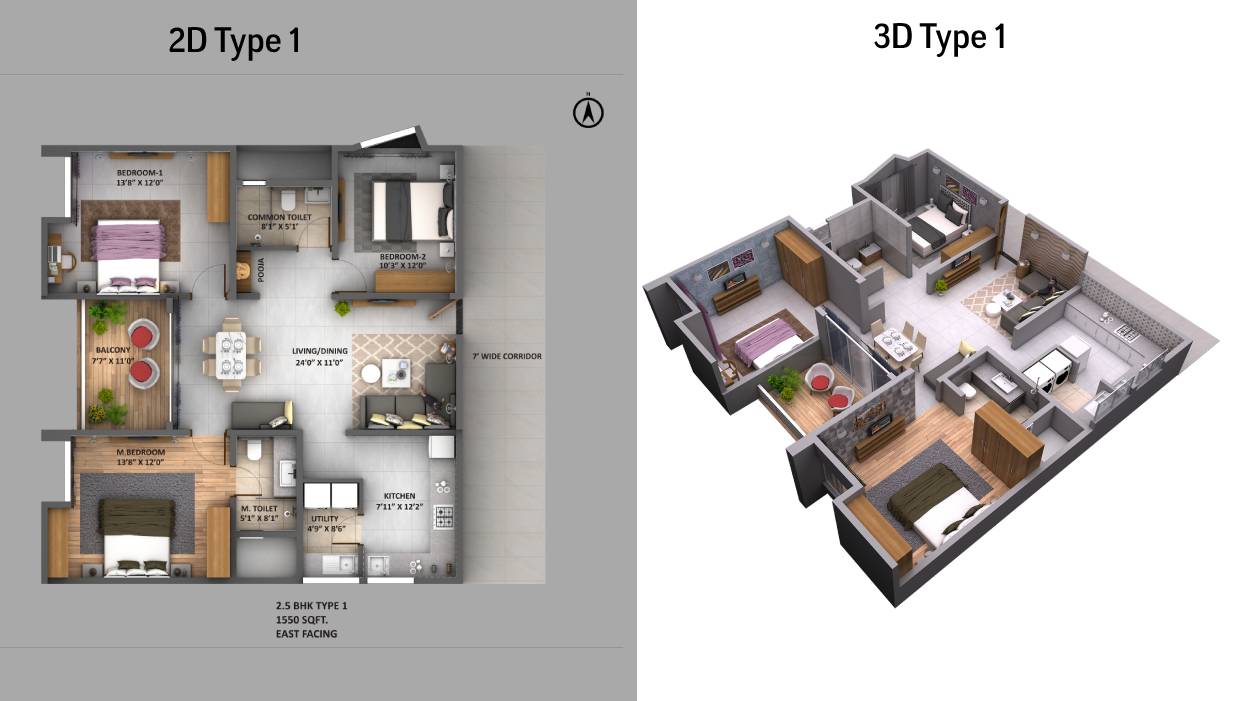 2D Type 1
3D Type 1
N
BEDROOM-1
13'8" X 12'0"
COMMON TOILET
8'1" X 5'1'
POOJA
BEDROOM-2
10'3" X 12'0"
BALCONY
7'7" X 11'0"
LIVING/DINING
24'0" X 11'0"
7' WIDE CORRIDOR
M.BEDROOM
13'8" X 12'0"
M. TOILET
5'1" X 8'1"
UTILITY
4'9" X 8'6"
KITCHEN
7'11" X 12'2"
2.5 BHK TYPE 1
1550 SQFT.
EAST FACING